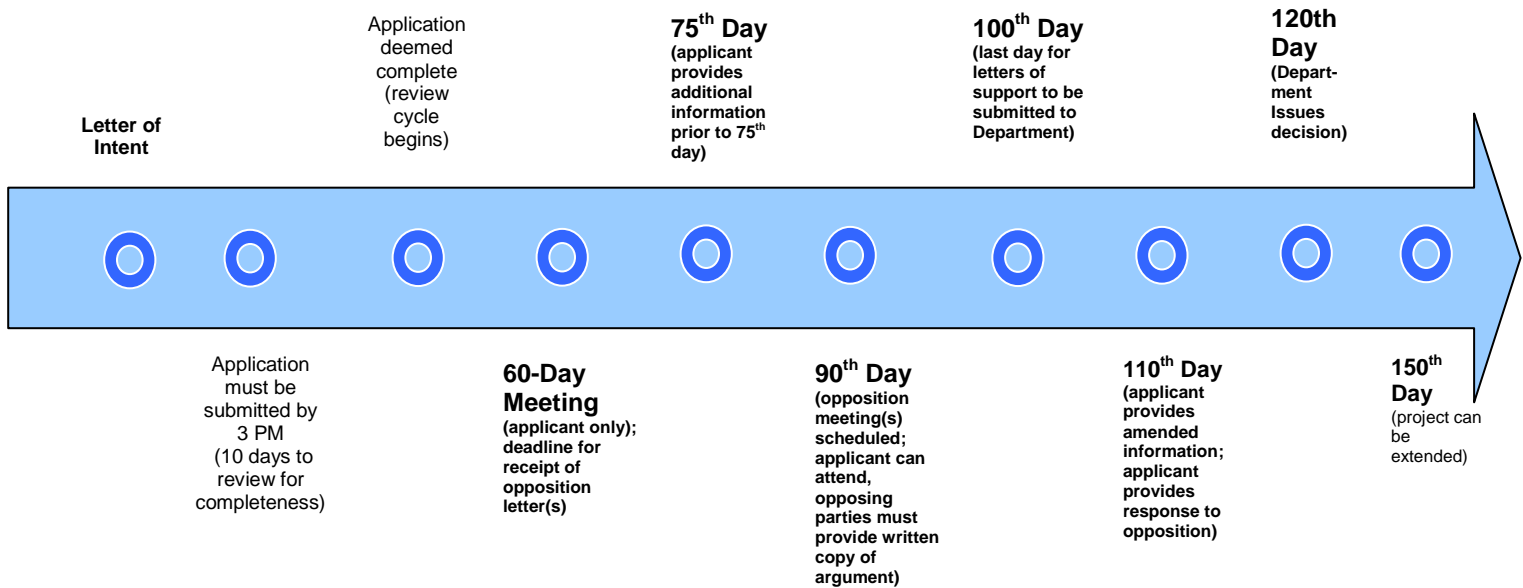 Letter of
Intent
Application
must be
submitted by
3 PM
(10 days to
review for
completeness)
Application
deemed
complete
(review
cycle
begins)
60-Day
Meeting
(applicant only);
deadline for
receipt of
opposition
letter(s)
75th Day
(applicant
provides
additional
information
prior to 75th
day)
90th Day
(opposition
meeting(s)
scheduled;
applicant can
attend,
opposing
parties must
provide written
copy of
argument)
100th Day
(last day for
letters of
support to be
submitted to
Department)
110th Day
(applicant
provides
amended
information;
applicant
provides
response to
opposition)
120th
Day
(Depart-
ment
Issues
decision)
150th
Day
(project can
be
extended)